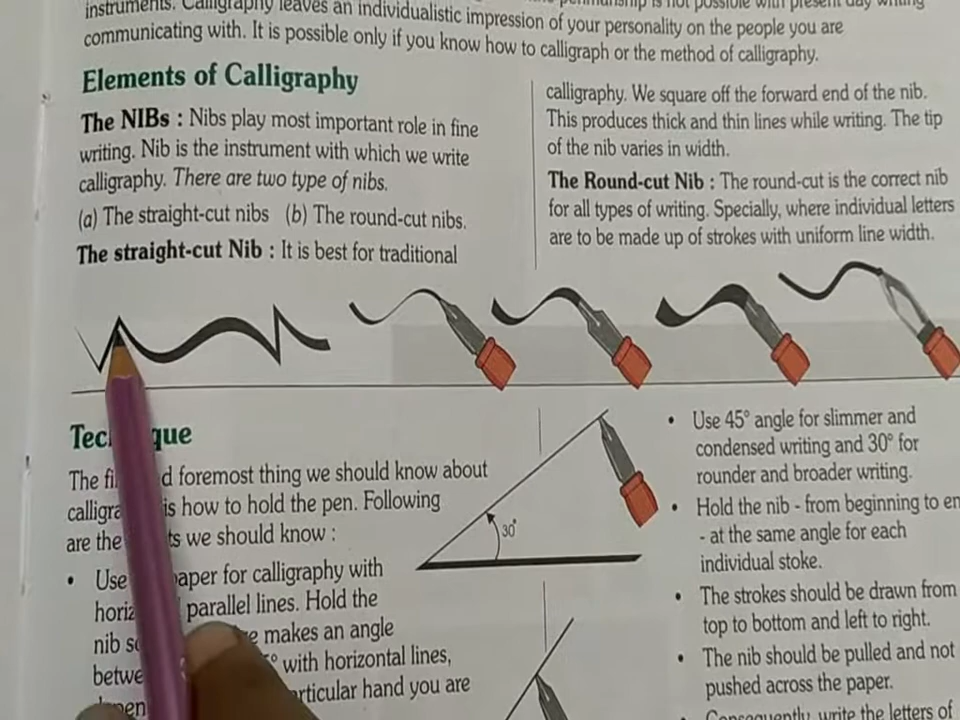 instruments. Calligraphy leaves an individualistic impression of your personality on the people you are
communicating with. It is possible only if you know how to calligraph or the method of calligraphy.
Elements of Calligraphy
The NIBs : Nibs play most important role in fine
writing. Nib is the instrument with which we write
calligraphy. There are two type of nibs.
(a) The straight-cut nibs (b) The round-cut nibs.
The straight-cut Nib : It is best for traditional
calligraphy. We square off the forward end of the nib.
This produces thick and thin lines while writing. The tip
of the nib varies in width.
The Round-cut Nib : The round-cut is the correct nib
for all types of writing. Specially, where individual letters
are to be made up of strokes with uniform line width.
Tec que
The fi d foremost thing we should know about
calligra is how to hold the pen. Following
are the ts we should know :
• Use paper for calligraphy with
horiz parallel lines. Hold the
nib so e makes an angle
betwe ° with horizontal lines,
depen rticular hand you are
30°
• Use 45° angle for slimmer and
condensed writing and 30° for
rounder and broader writing.
• Hold the nib - from beginning to en
- at the same angle for each
individual stoke.
• The strokes should be drawn from
top to bottom and left to right.
• The nib should be pulled and not
pushed across the paper.
Consequently, write the letters of